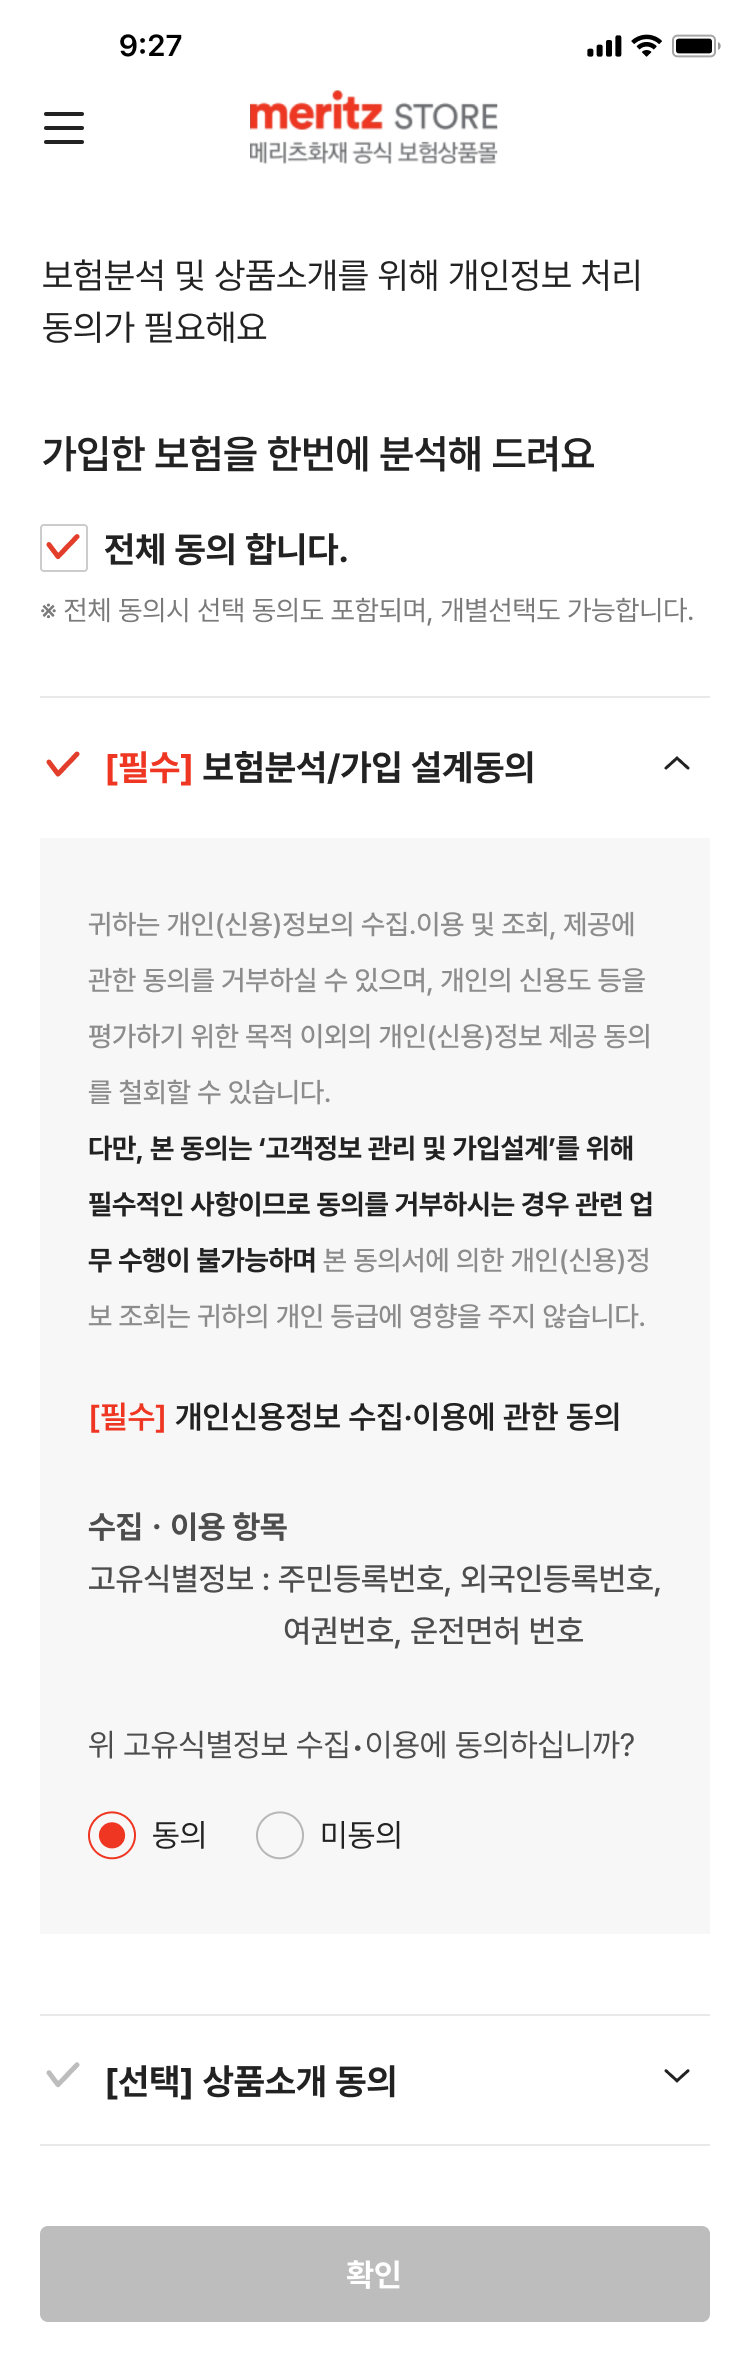 9:27
meritz STORE
메리츠화재 공식 보험상품몰
보험분석 및 상품소개를 위해 개인정보 처리
동의가 필요해요
가입한 보험을 한번에 분석해 드려요
전체 동의 합니다.
※ 전체 동의시 선택 동의도 포함되며, 개별선택도 가능합니다.
[필수] 보험분석/가입 설계동의
귀하는 개인(신용)정보의 수집.이용 및 조회, 제공에
관한 동의를 거부하실 수 있으며, 개인의 신용도 등을
평가하기 위한 목적 이외의 개인(신용)정보 제공 동의
를 철회할 수 있습니다.
다만, 본 동의는 ‘고객정보 관리 및 가입설계’를 위해
필수적인 사항이므로 동의를 거부하시는 경우 관련 업
무 수행이 불가능하며 본 동의서에 의한 개인(신용)정
보 조회는 귀하의 개인 등급에 영향을 주지 않습니다.
[필수] 개인신용정보 수집·이용에 관한 동의
수집 · 이용 항목
고유식별정보 : 주민등록번호, 외국인등록번호,
여권번호, 운전면허 번호
위 고유식별정보 수집•이용에 동의하십니까?
동의 미동의
[선택] 상품소개 동의
확인